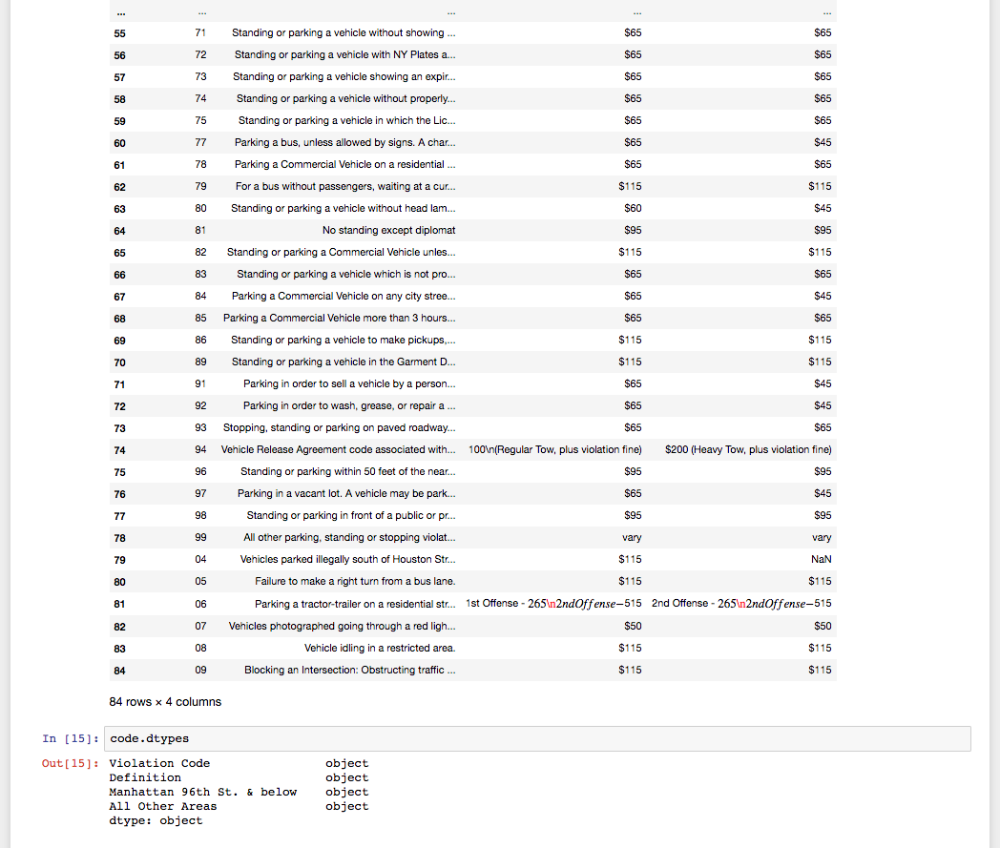 ... ... ... ... ...
55 71 Standing or parking a vehicle without showing ... $65 $65
56 72 Standing or parking a vehicle with NY Plates a... $65 $65
57 73 Standing or parking a vehicle showing an expir... $65 $65
58 74 Standing or parking a vehicle without properly... $65 $65
59 75 Standing or parking a vehicle in which the Lic... $65 $65
60 77 Parking a bus, unless allowed by signs. A char... $65 $45
61 78 Parking a Commercial Vehicle on a residential ... $65 $65
62 79 For a bus without passengers, waiting at a cur... $115 $115
63 80 Standing or parking a vehicle without head lam... $60 $45
64 81 No standing except diplomat $95 $95
65 82 Standing or parking a Commercial Vehicle unles... $115 $115
66 83 Standing or parking a vehicle which is not pro... $65 $65
67 84 Parking a Commercial Vehicle on any city stree... $65 $45
68 85 Parking a Commercial Vehicle more than 3 hours... $65 $65
69 86 Standing or parking a vehicle to make pickups,... $115 $115
70 89 Standing or parking a vehicle in the Garment D... $115 $115
71 91 Parking in order to sell a vehicle by a person... $65 $45
72 92 Parking in order to wash, grease, or repair a ... $65 $45
73 93 Stopping, standing or parking on paved roadway... $65 $65
74 94 Vehicle Release Agreement code associated with... 100\n(Regular Tow, plus violation fine) $200 (Heavy Tow, plus violation fine)
75 96 Standing or parking within 50 feet of the near... $95 $95
76 97 Parking in a vacant lot. A vehicle may be park... $65 $45
77 98 Standing or parking in front of a public or pr... $95 $95
78 99 All other parking, standing or stopping violat... vary vary
79 04 Vehicles parked illegally south of Houston Str... $115 NaN
80 05 Failure to make a right turn from a bus lane. $115 $115
81 06 Parking a tractor-trailer on a residential str... 1st Offense - 265\n2ndOffense−515 2nd Offense - 265\n2ndOffense−515
82 07 Vehicles photographed going through a red ligh... $50 $50
83 08 Vehicle idling in a restricted area. $115 $115
84 09 Blocking an Intersection: Obstructing traffic ... $115 $115
84 rows × 4 columns
In [15]: code.dtypes
Out[15]: Violation Code object
Definition object
Manhattan 96th St. & below object
All Other Areas object
dtype: object